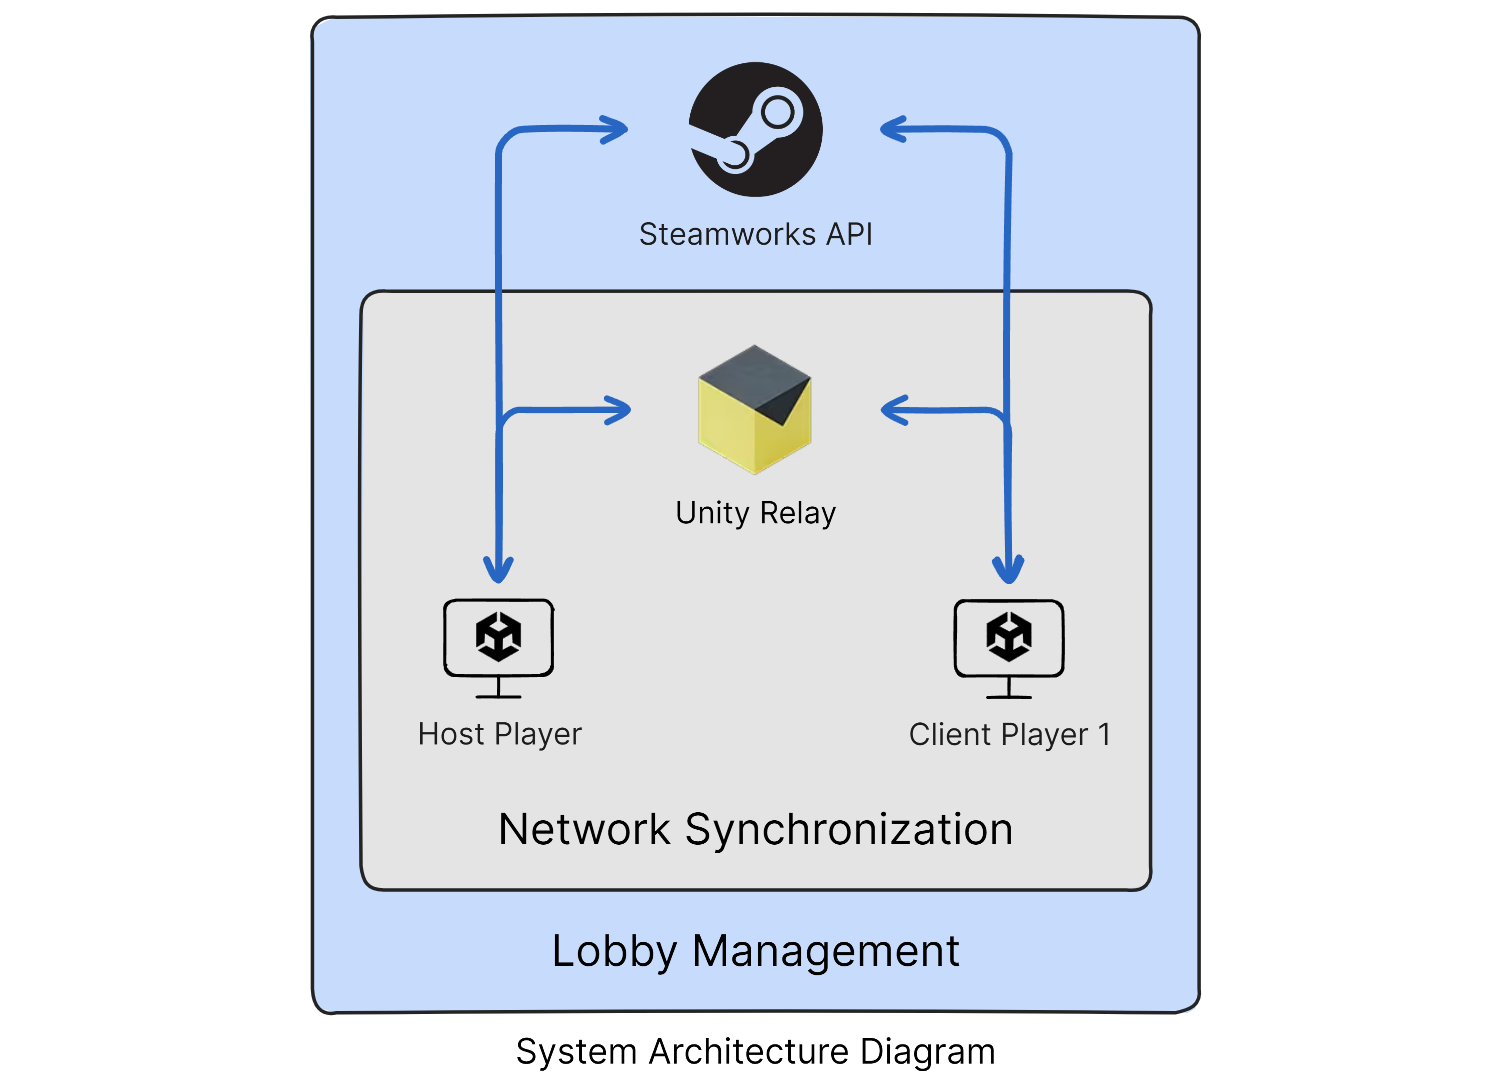 Steamworks API
Unity Relay
Host Player
Client Player 1
Network Synchronization
Lobby Management
System Architecture Diagram